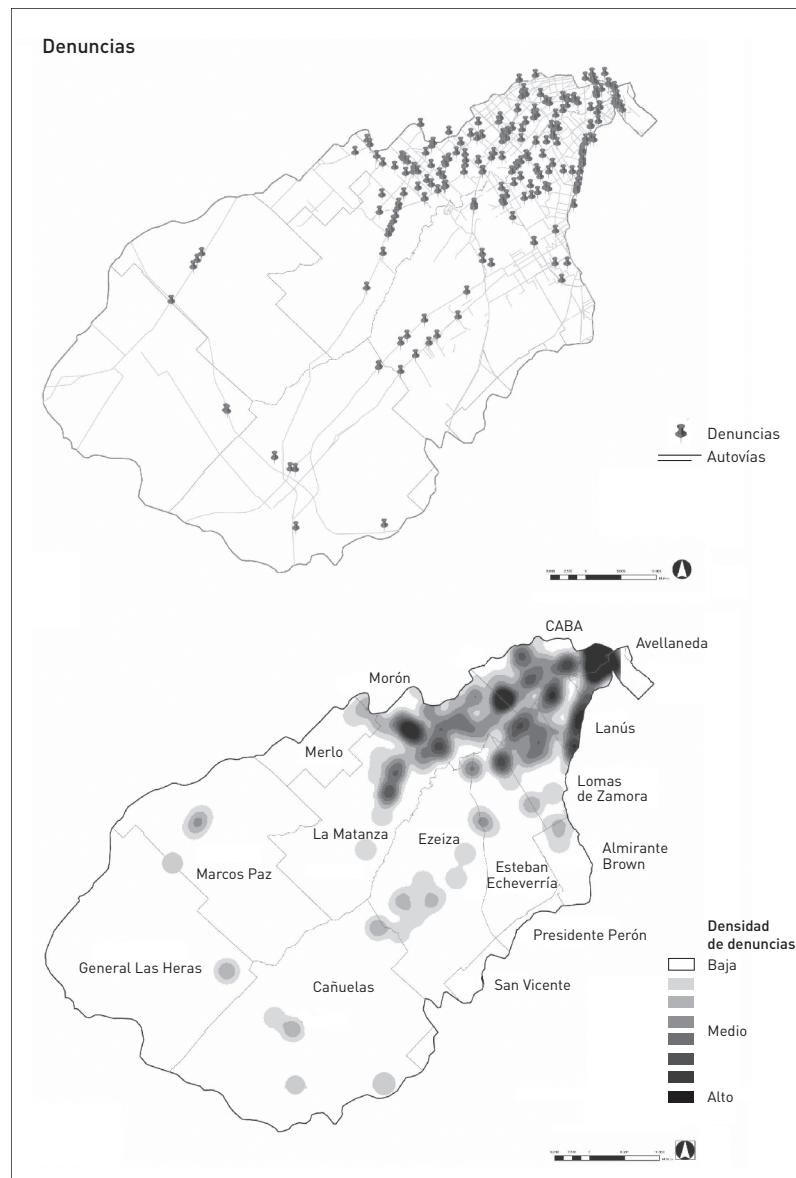 Denuncias
Denuncias
Autovías
CABA
Avellaneda
Morón
Lanús
Merlo
Lomas
de Zamora
La Matanza
Ezeiza
Almirante
Brown
Marcos Paz
Esteban
Echeverría
Presidente Perón
General Las Heras
Cañuelas
San Vicente
Densidad
de denuncias
Baja
Medio
Alto